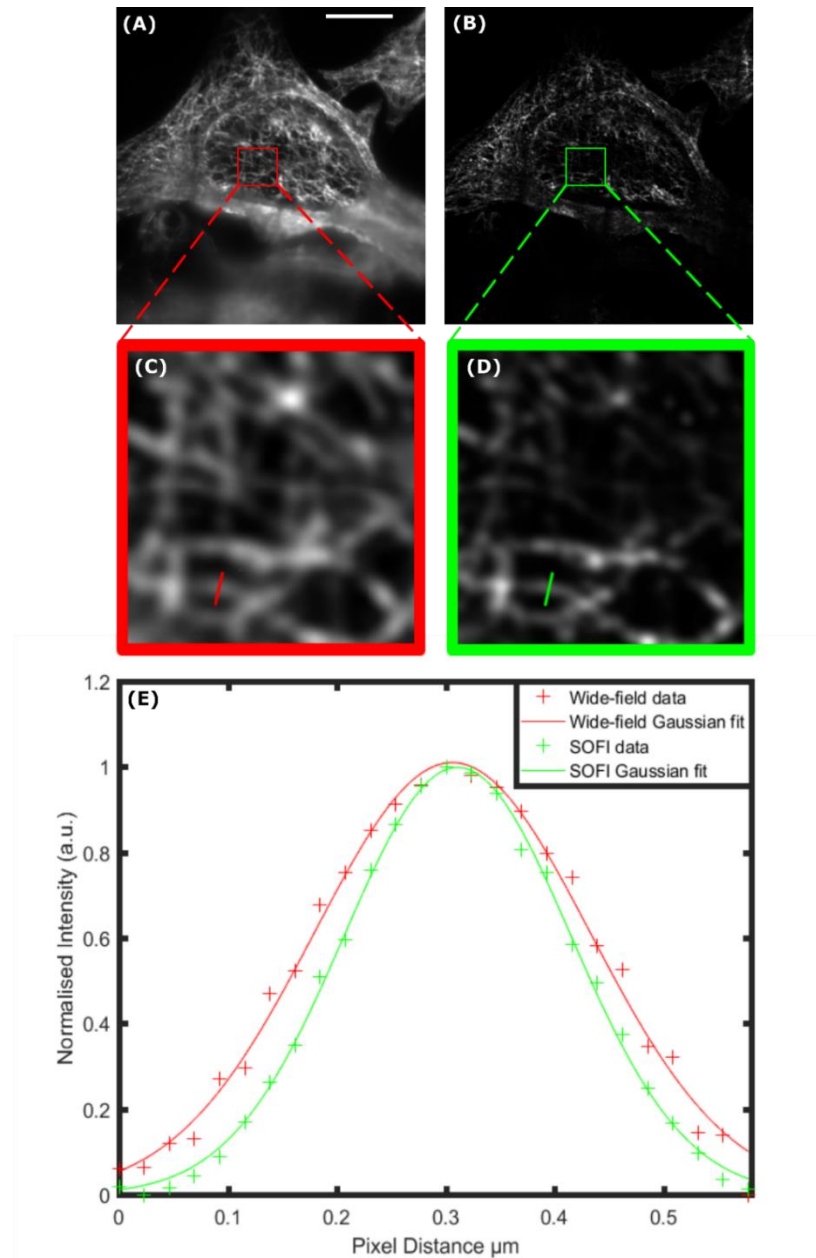 (A)
(B)
(C)
(D)
(E)
Wide-field data
Wide-field Gaussian fit
SOFI data
SOFI Gaussian fit
1.2
1
0.8
0.6
0.4
0.2
0
Normalised Intensity (a.u.)
0 0.1 0.2 0.3 0.4 0.5
Pixel Distance µm